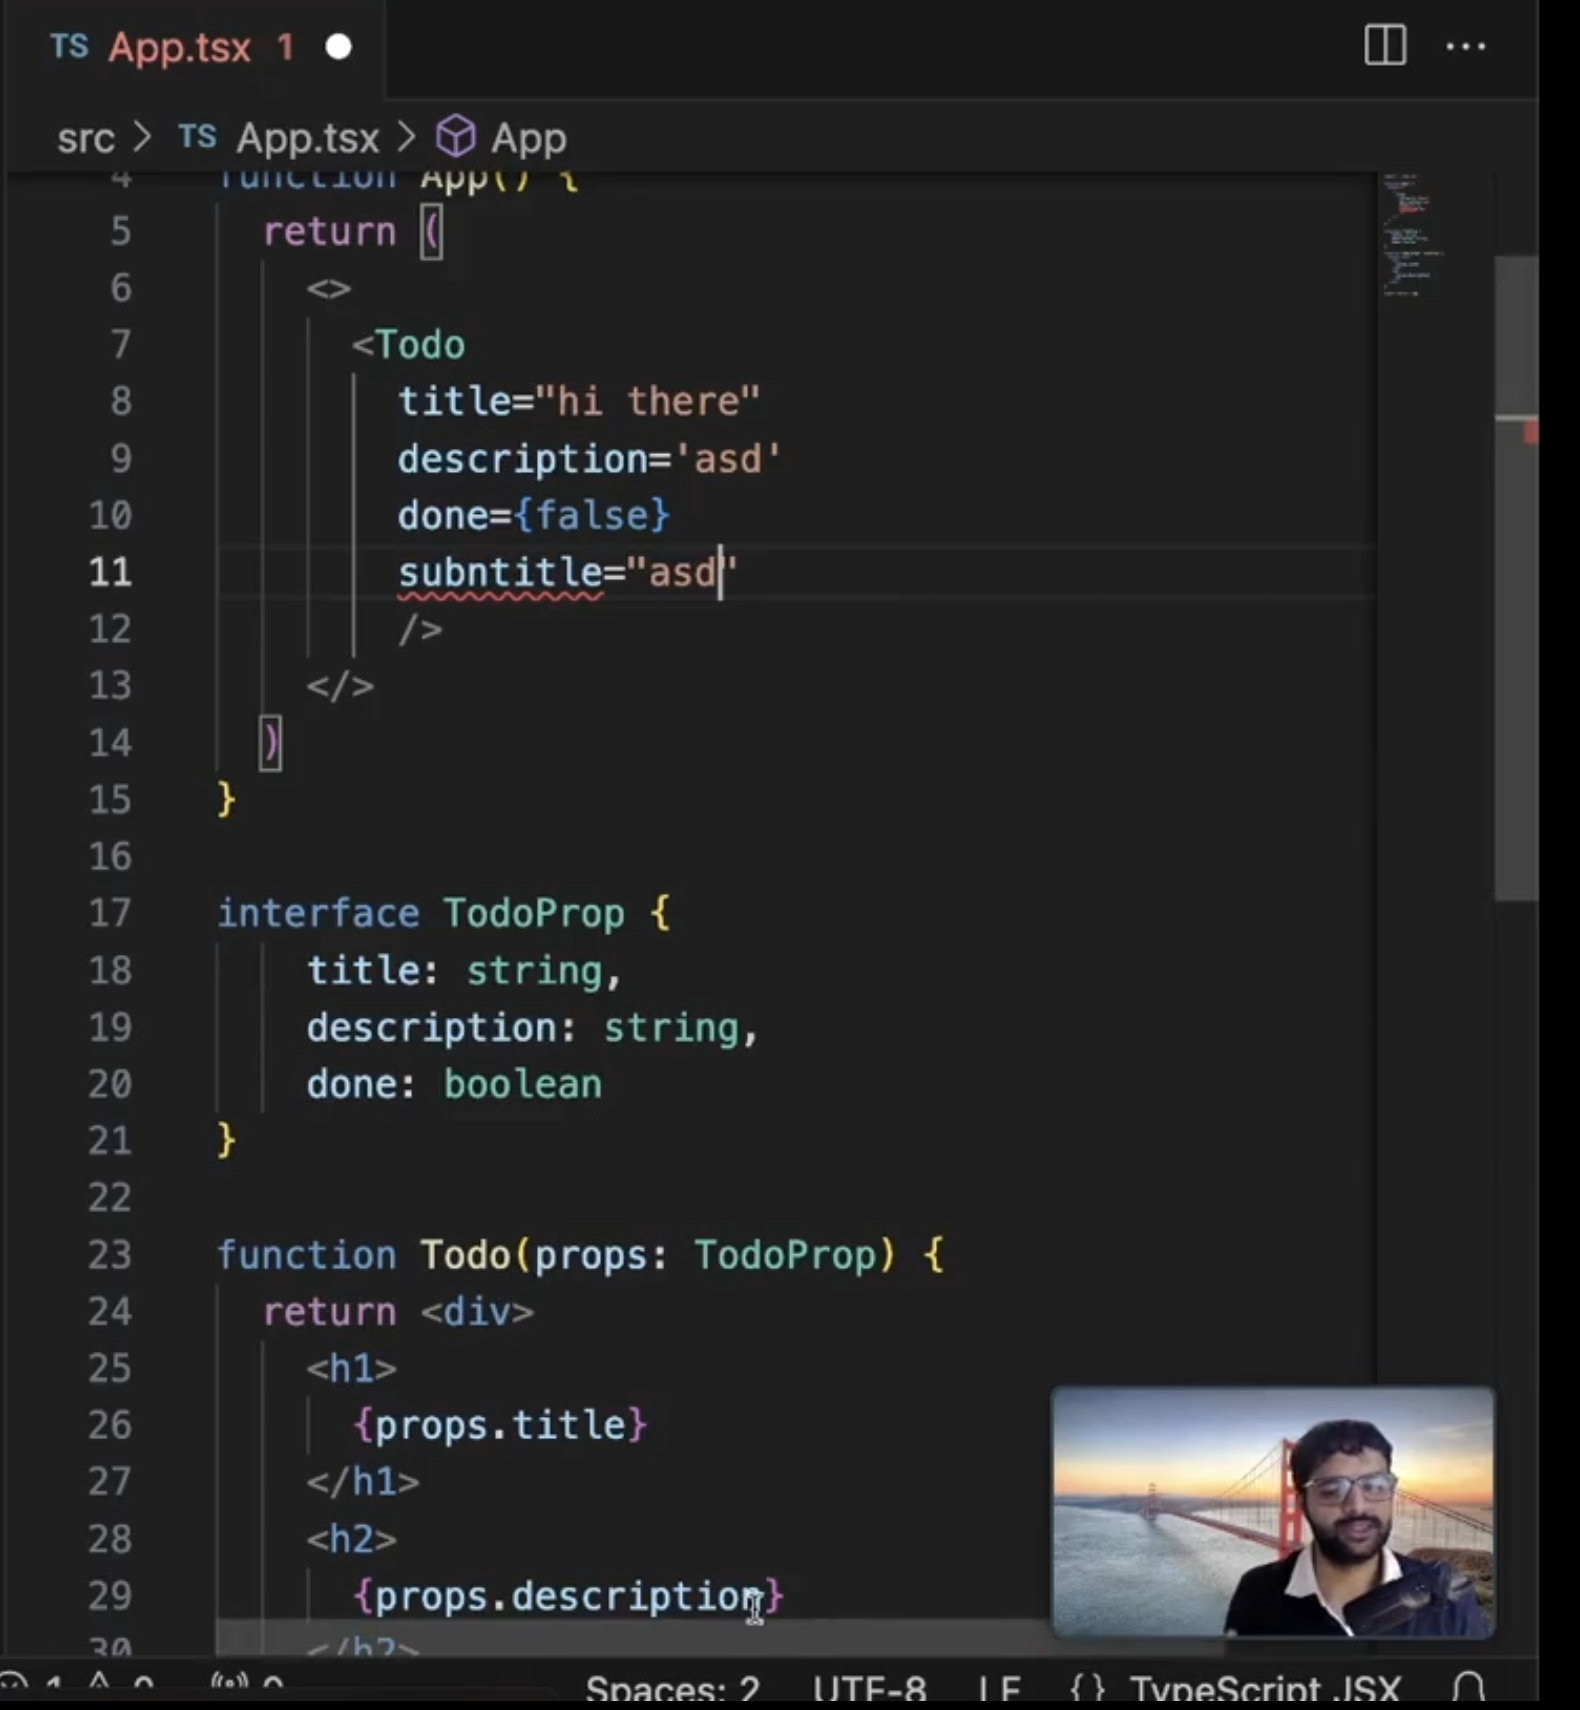 TS App.tsx 1
src > TS App.tsx > App
4 function App() {
5 return (
6 <>
7 <Todo
8 title="hi there"
9 description='asd'
10 done={false}
11 subntitle="asd"
12 />
13 </>
14 )
15 }
16
17 interface TodoProp {
18 title: string,
19 description: string,
20 done: boolean
21 }
22
23 function Todo(props: TodoProp) {
24 return <div>
25 <h1>
26 {props.title}
27 </h1>
28 <h2>
29 {props.description}
30 </h2>
1 0 0 Spaces: 2 UTF-8 LF {} TypeScript JSX